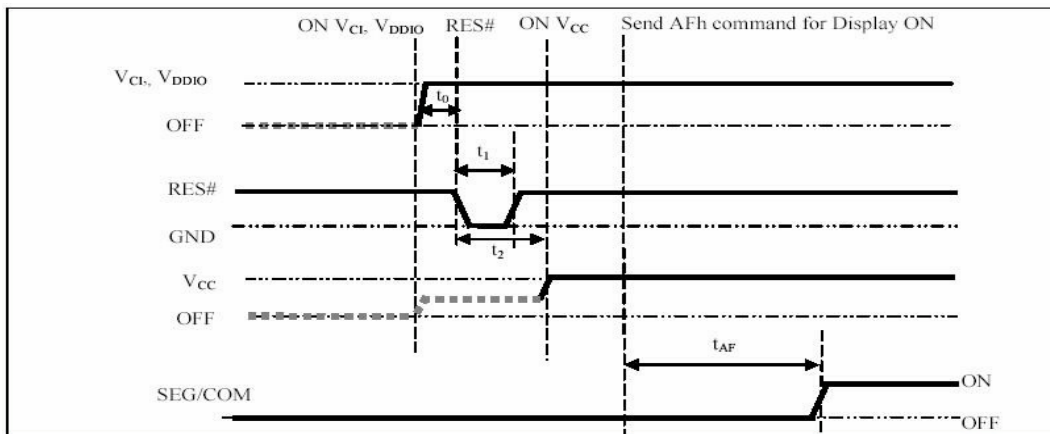 ON VCI, VDDIO RES# ON VCC Send AFh command for Display ON
VCI, VDDIO
t0
OFF
t1
RES#
GND
t2
VCC
OFF
tAF
SEG/COM
ON
OFF